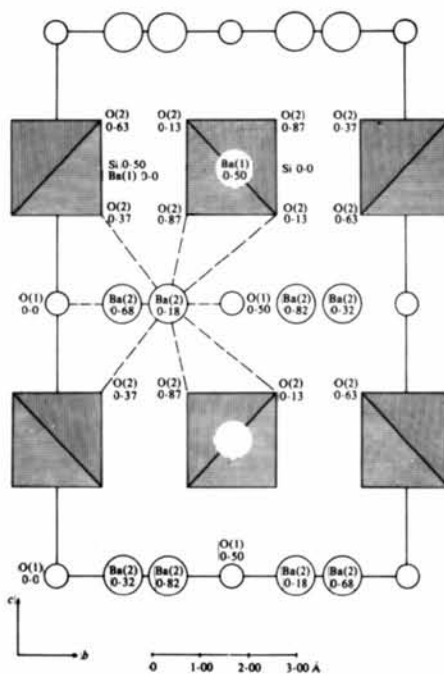 O(2)
0·63
O(2)
0·13
O(2)
0·87
O(2)
0·37
Si 0·50
Ba(1) 0·0
Ba(1)
0·50
Si 0·0
O(2)
0·37
O(2)
0·87
O(2)
0·13
O(2)
0·63
O(1)
0·0
Ba(2)
0·68
Ba(2)
0·18
O(1)
0·50
Ba(2)
0·82
Ba(2)
0·32
O(2)
0·37
O(2)
0·87
O(2)
0·13
O(2)
0·63
O(1)
0·50
O(1)
0·0
Ba(2)
0·32
Ba(2)
0·82
Ba(2)
0·18
Ba(2)
0·68
c
b
0 1·00 2·00 3·00 Å